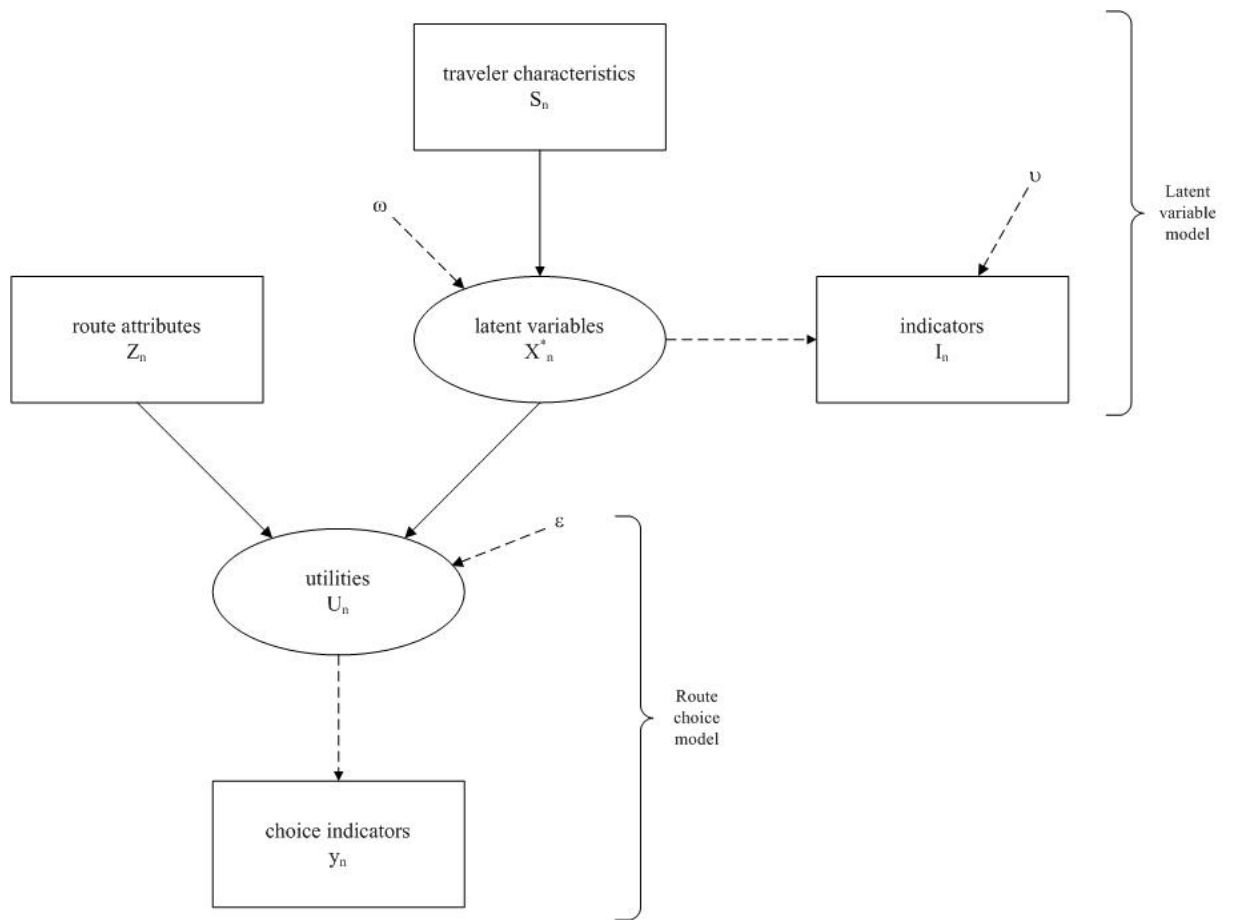 traveler characteristics
Sₙ
υ
ω
Latent
variable
model
route attributes
Zₙ
latent variables
X*ₙ
indicators
Iₙ
ε
utilities
Uₙ
Route
choice
model
choice indicators
yₙ